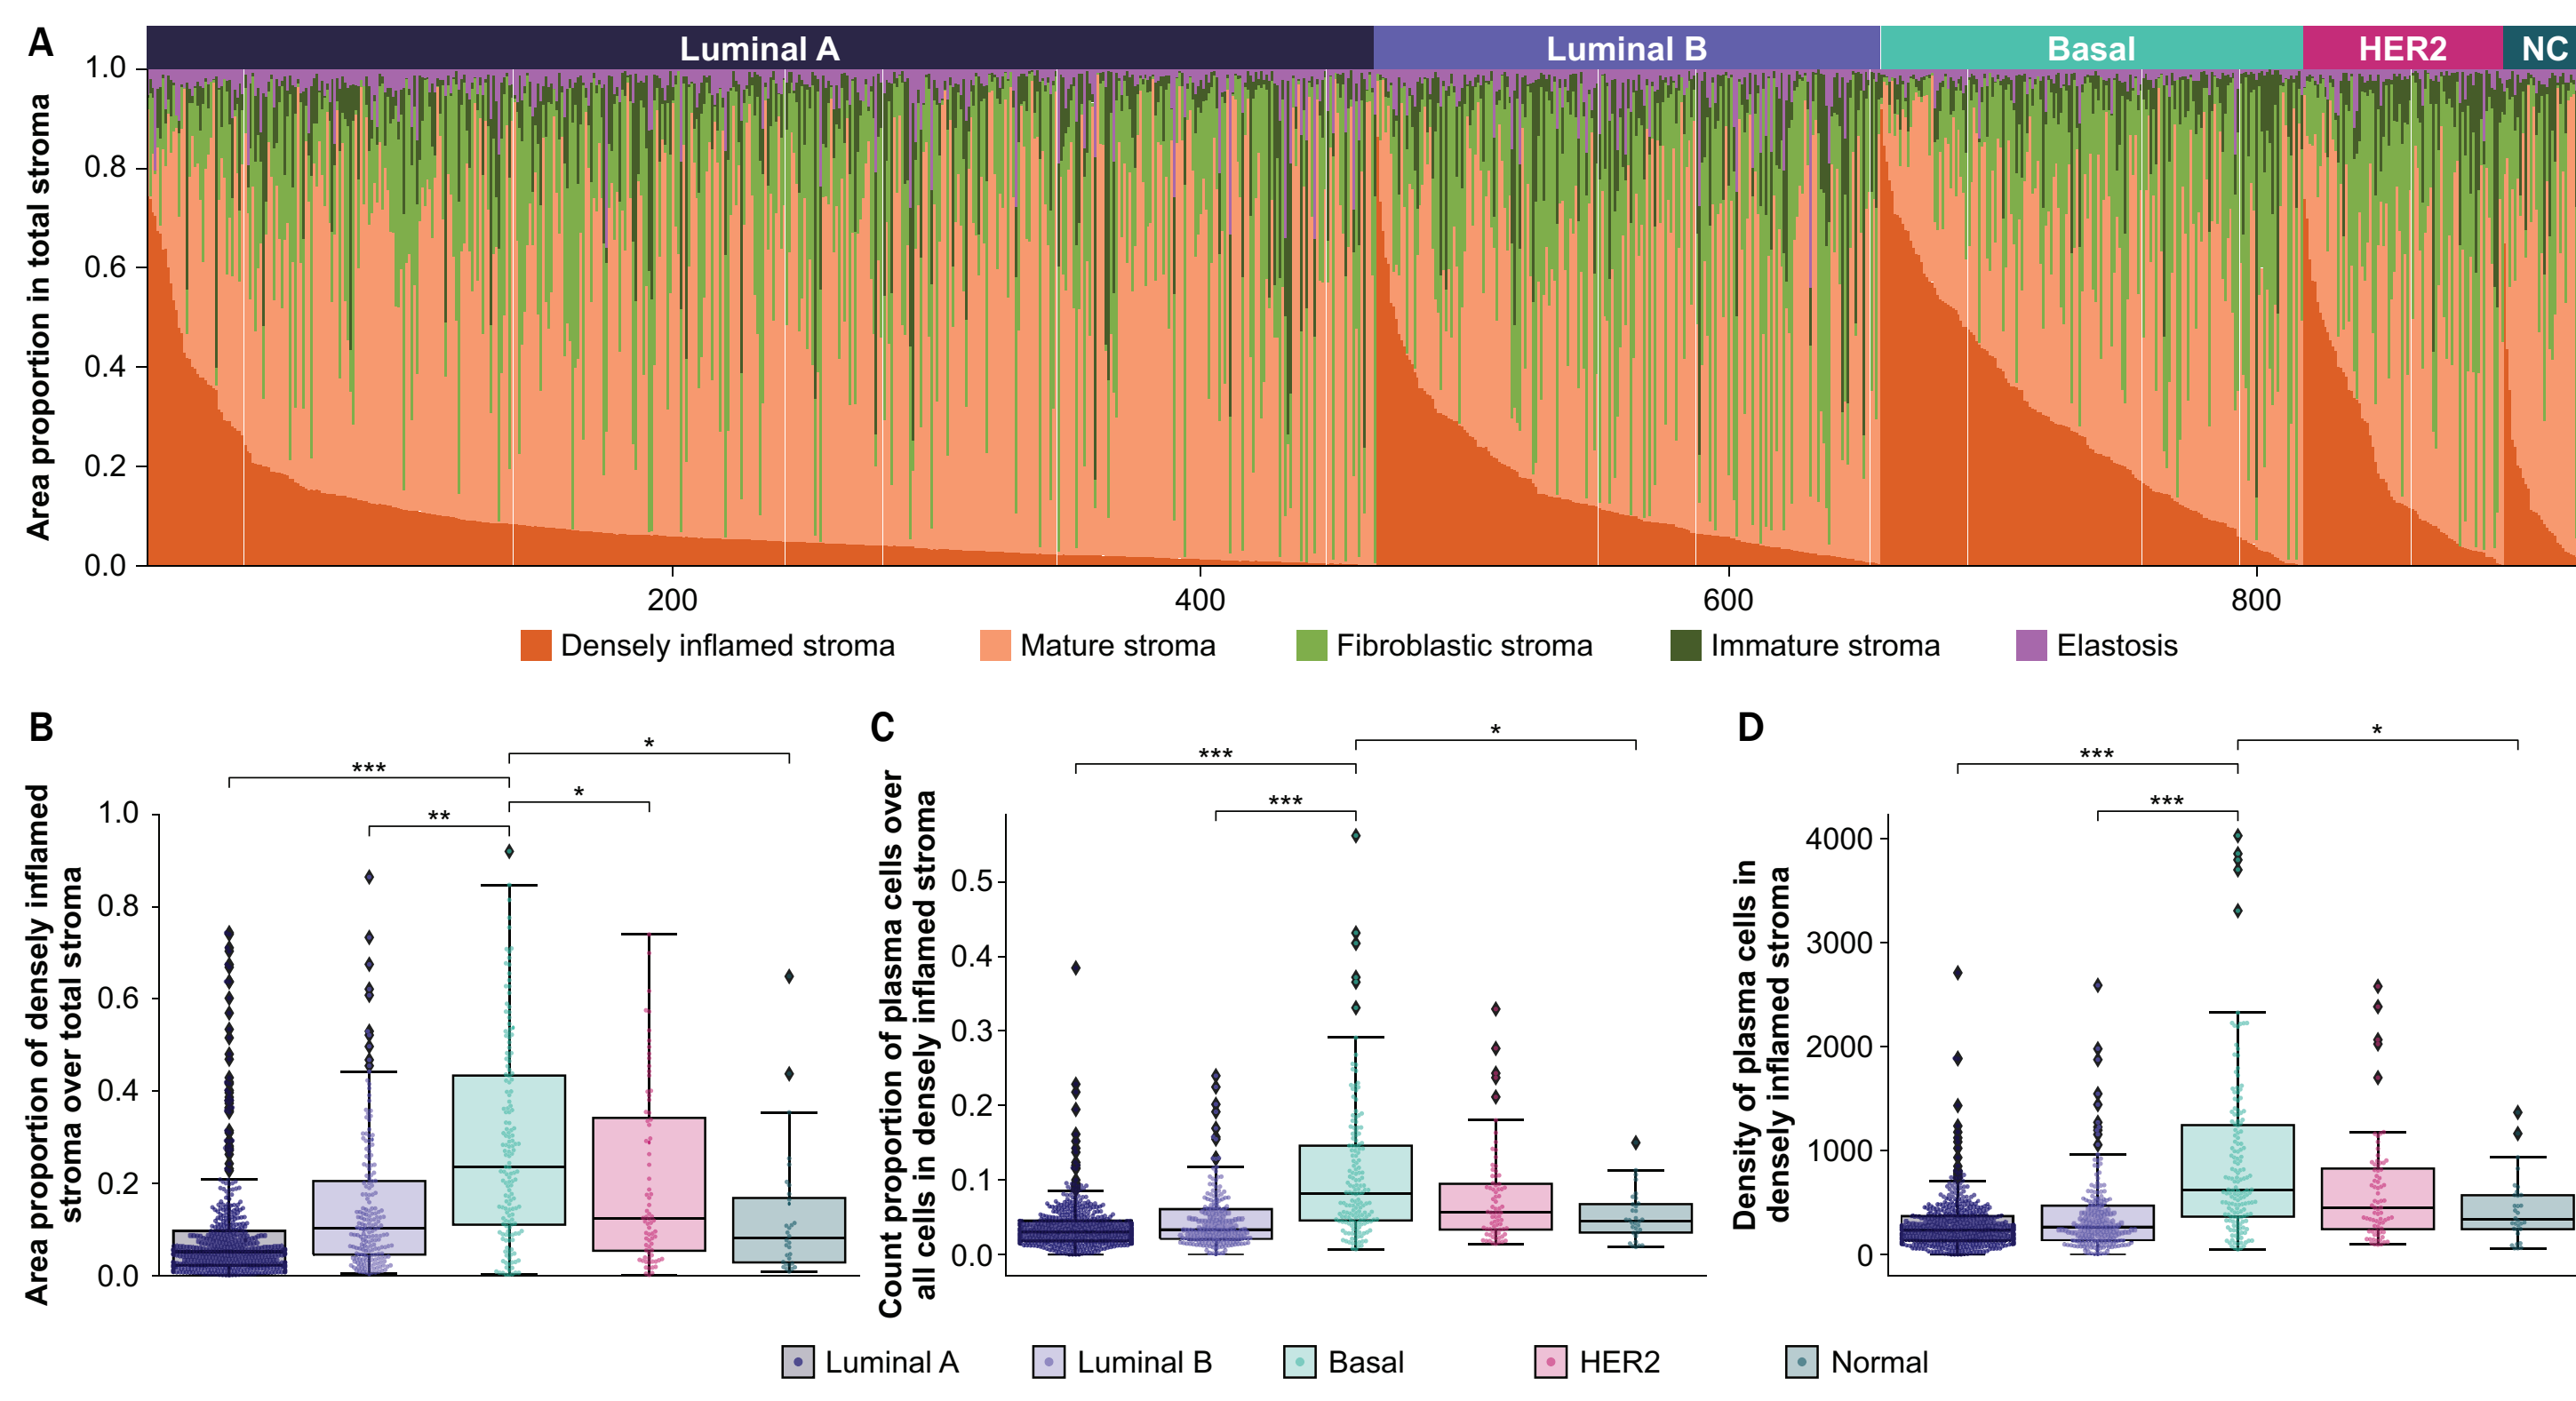 A
Luminal A
Luminal B
Basal
HER2
NC
Area proportion in total stroma
1.0
0.8
0.6
0.4
0.2
0.0
200
400
600
800
Densely inflamed stroma
Mature stroma
Fibroblastic stroma
Immature stroma
Elastosis
B
Area proportion of densely inflamed
stroma over total stroma
1.0
0.8
0.6
0.4
0.2
0.0
***
**
*
*
C
Count proportion of plasma cells over
all cells in densely inflamed stroma
0.5
0.4
0.3
0.2
0.1
0.0
***
***
*
D
Density of plasma cells in
densely inflamed stroma
4000
3000
2000
1000
0
***
***
*
Luminal A
Luminal B
Basal
HER2
Normal